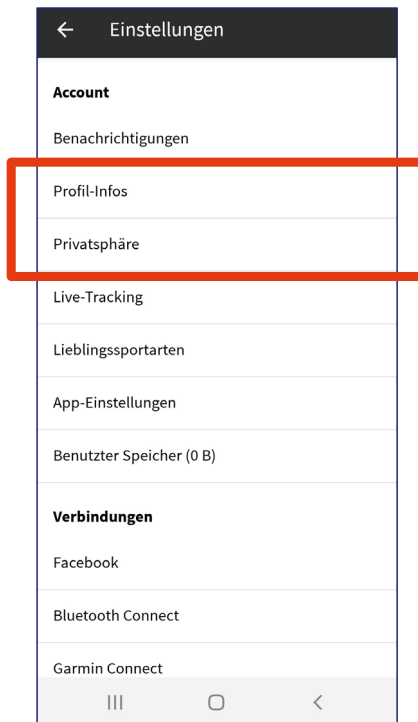 Einstellungen
Account
Benachrichtigungen
Profil-Infos
Privatsphäre
Live-Tracking
Lieblingssportarten
App-Einstellungen
Benutzter Speicher (0 B)
Verbindungen
Facebook
Bluetooth Connect
Garmin Connect